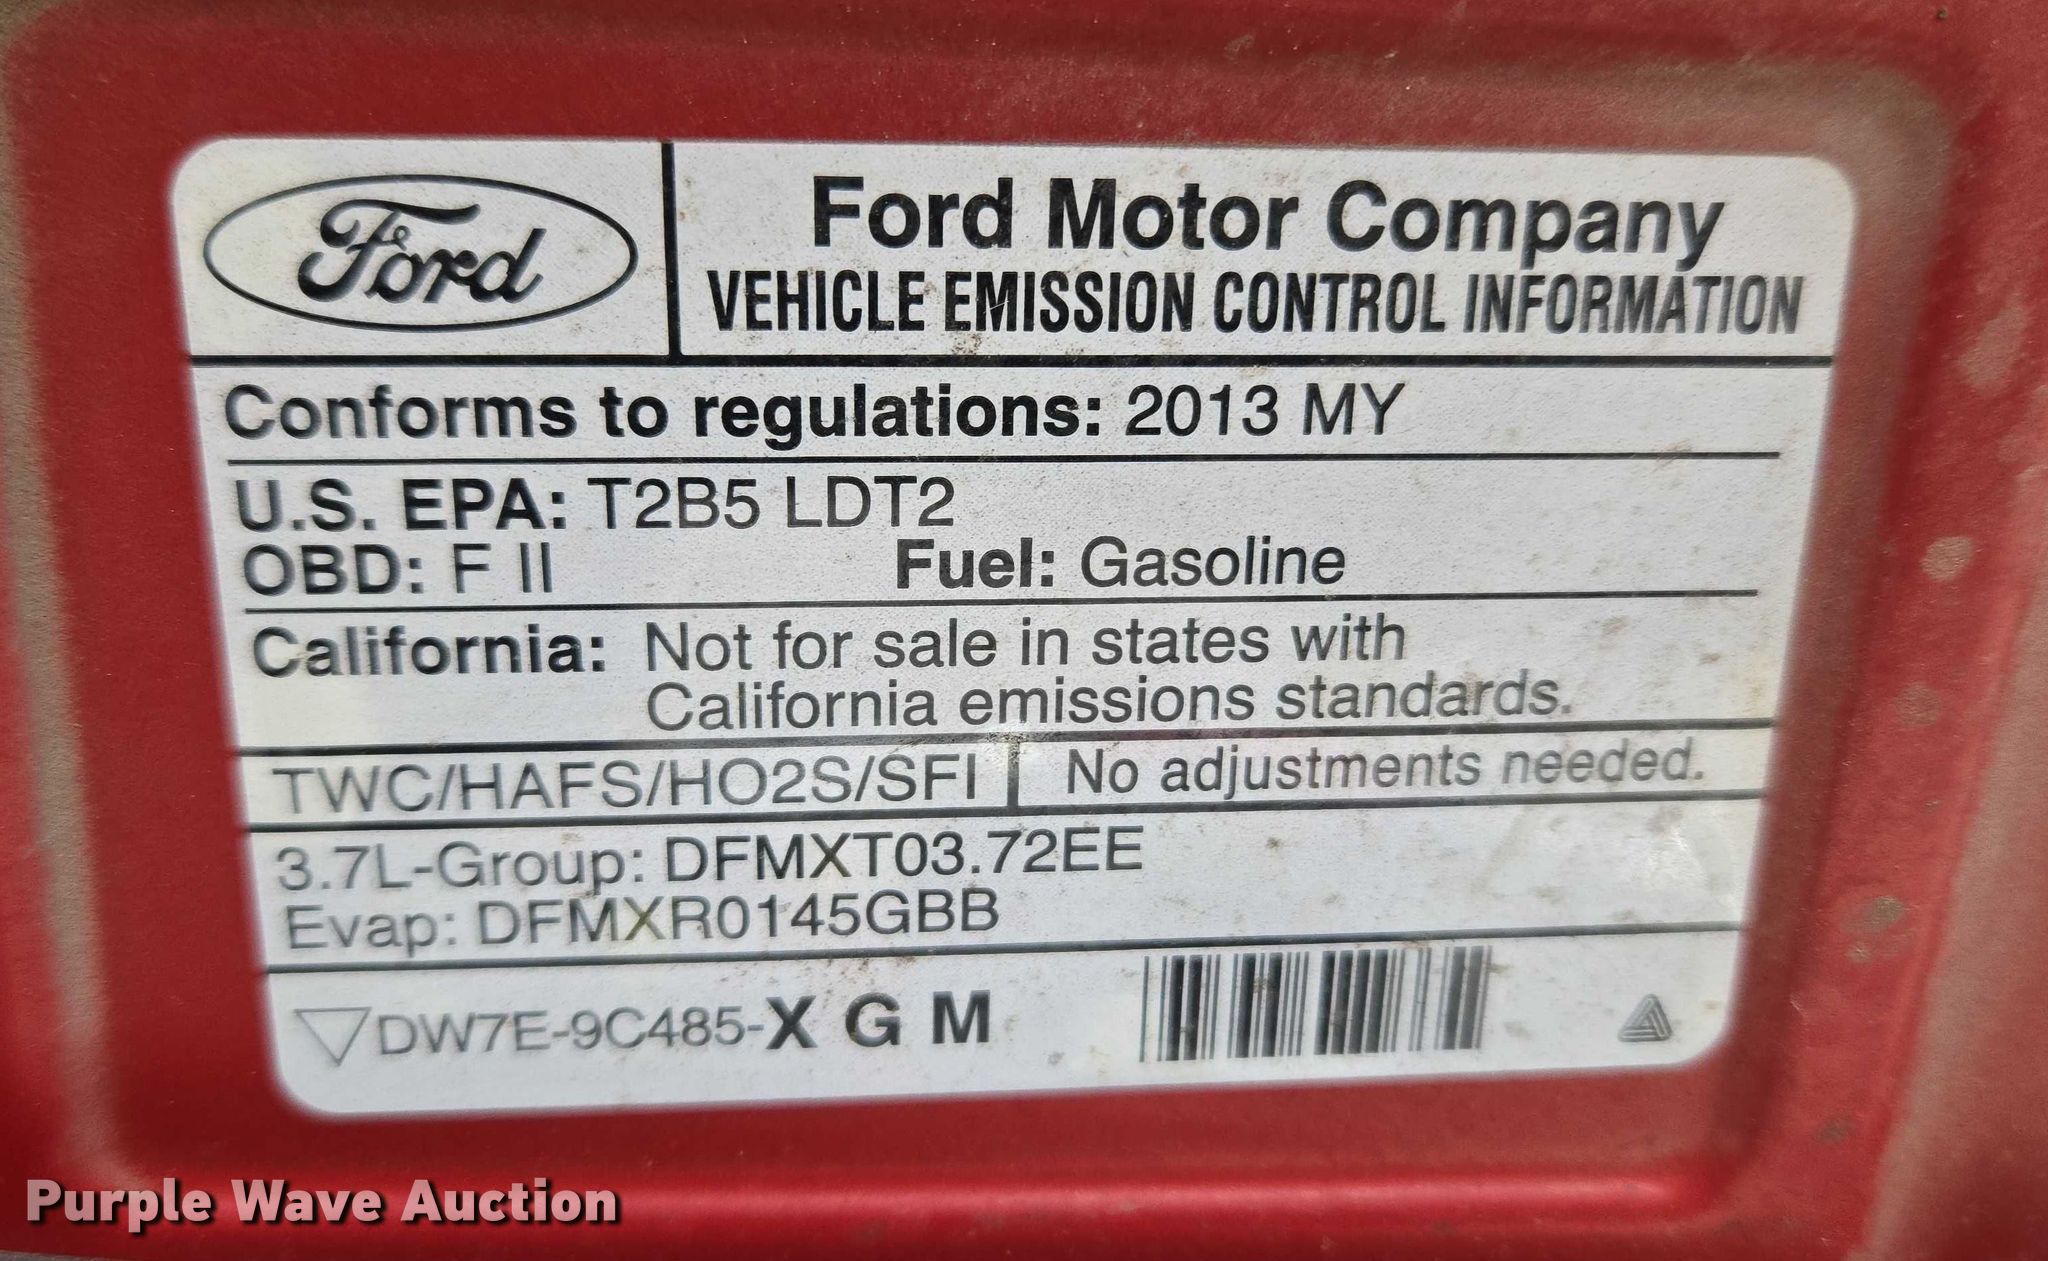 Ford
Ford Motor Company
VEHICLE EMISSION CONTROL INFORMATION
Conforms to regulations: 2013 MY
U.S. EPA: T2B5 LDT2
OBD: F II Fuel: Gasoline
California: Not for sale in states with
California emissions standards.
TWC/HAFS/HO2S/SFI No adjustments needed.
3.7L-Group: DFMXT03.72EE
Evap: DFMXR0145GBB
DW7E-9C485-X G M
Purple Wave Auction